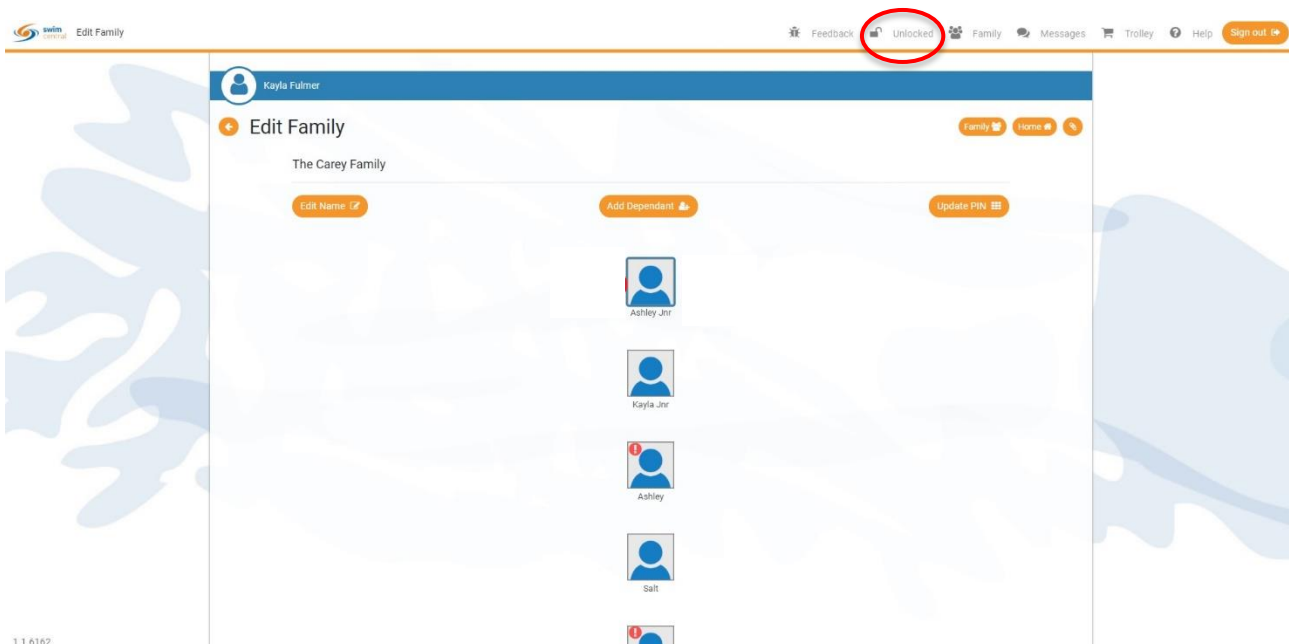 swim central Edit Family Feedback Unlocked Family Messages Trolley Help Sign out
Kayla Fulmer
Edit Family Family Home
The Carey Family
Edit Name Add Dependant Update PIN
Ashley Jnr
Kayla Jnr
Ashley
Salt
1.1.6162